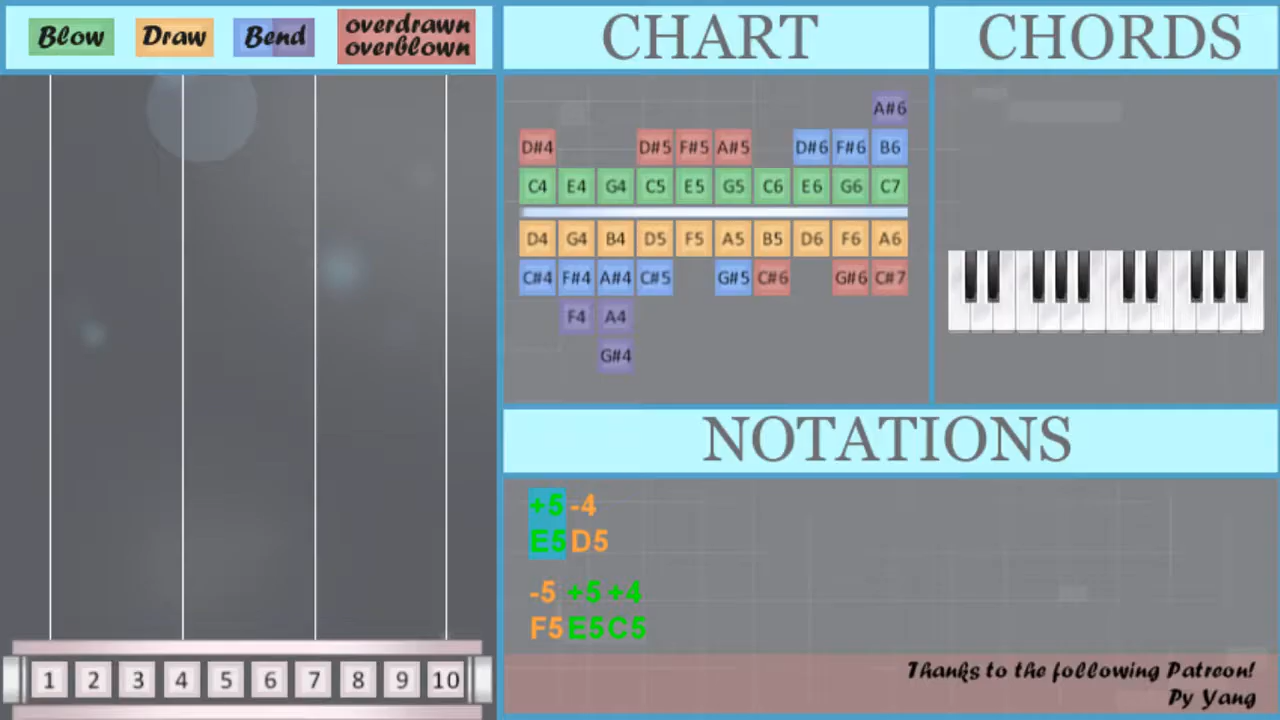 Blow Draw Bend overdrawn
overblown
CHART
CHORDS
A#6
D#4 D#5 F#5 A#5 D#6 F#6 B6
C4 E4 G4 C5 E5 G5 C6 E6 G6 C7
D4 G4 B4 D5 F5 A5 B5 D6 F6 A6
C#4 F#4 A#4 C#5 G#5 C#6 G#6 C#7
F4 A4
G#4
NOTATIONS
+5 -4
E5 D5
-5 +5 +4
F5 E5 C5
1 2 3 4 5 6 7 8 9 10
Thanks to the following Patreon!
Py Yang